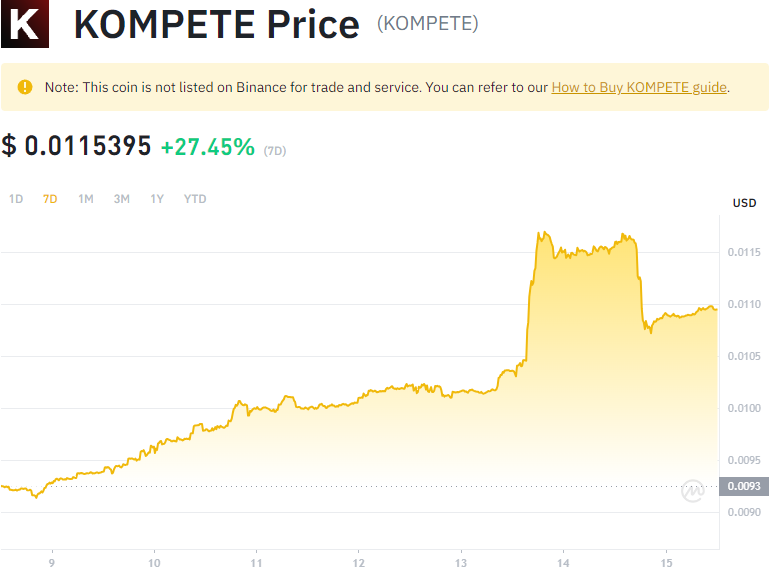 K
KOMPETE Price (KOMPETE)
Note: This coin is not listed on Binance for trade and service. You can refer to our How to Buy KOMPETE guide.
$ 0.0115395 +27.45% (7D)
1D 7D 1M 3M 1Y YTD
USD
0.0115
0.0110
0.0105
0.0100
0.0095
0.0093
0.0090
9 10 11 12 13 14 15